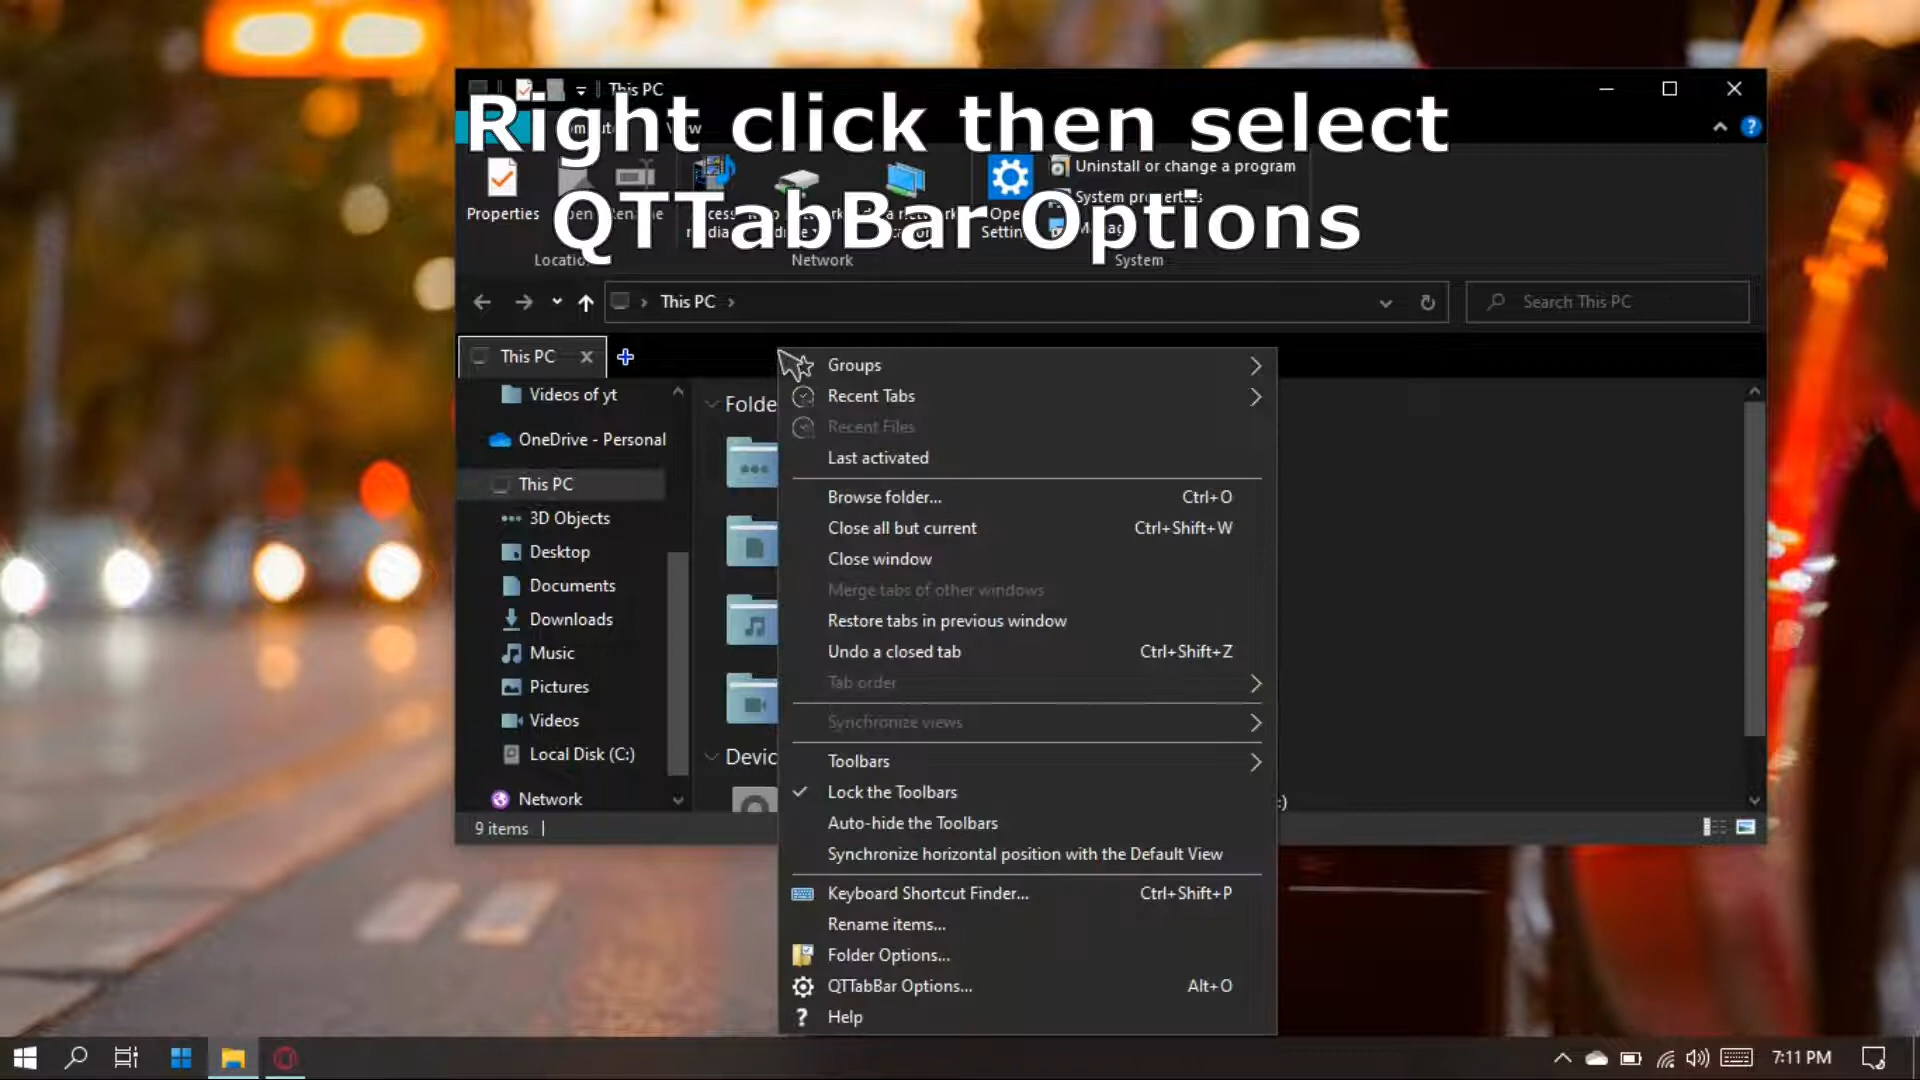 This PC
Right click then select
View
QTTabBar Options
Properties
Uninstall or change a program
System properties
Network
System
This PC
Search This PC
This PC
Videos of yt
OneDrive - Personal
This PC
3D Objects
Desktop
Documents
Downloads
Music
Pictures
Videos
Local Disk (C:)
Network
9 items
Groups
Recent Tabs
Recent Files
Last activated
Browse folder... Ctrl+O
Close all but current Ctrl+Shift+W
Close window
Merge tabs of other windows
Restore tabs in previous window
Undo a closed tab Ctrl+Shift+Z
Tab order
Synchronize views
Toolbars
Lock the Toolbars
Auto-hide the Toolbars
Synchronize horizontal position with the Default View
Keyboard Shortcut Finder... Ctrl+Shift+P
Rename items...
Folder Options...
QTTabBar Options... Alt+O
Help
7:11 PM